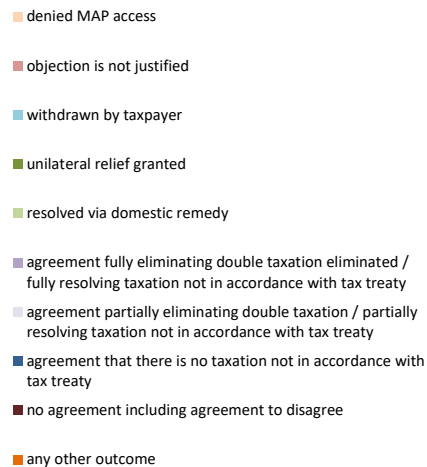 denied MAP access
objection is not justified
withdrawn by taxpayer
unilateral relief granted
resolved via domestic remedy
agreement fully eliminating double taxation eliminated /
fully resolving taxation not in accordance with tax treaty
agreement partially eliminating double taxation / partially
resolving taxation not in accordance with tax treaty
agreement that there is no taxation not in accordance with
tax treaty
no agreement including agreement to disagree
any other outcome